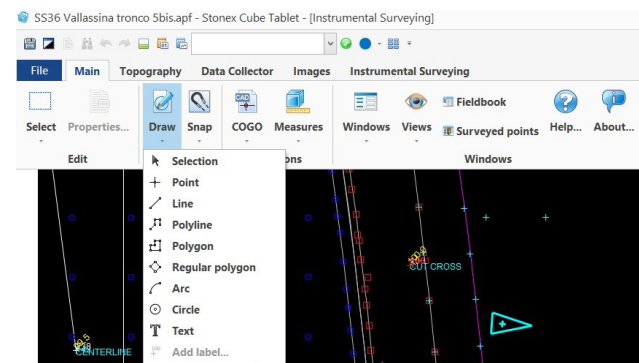 SS36 Vallassina tronco 5bis.apf - Stonex Cube Tablet - [Instrumental Surveying]
File Main Topography Data Collector Images Instrumental Surveying
Select Properties... Draw Snap COGO Measures Windows Views Fieldbook Surveyed points Help... About...
Edit ons Windows
Selection
Point
Line
Polyline
Polygon
Regular polygon
Arc
Circle
Text
Add label...
CUT CROSS
CENTERLINE